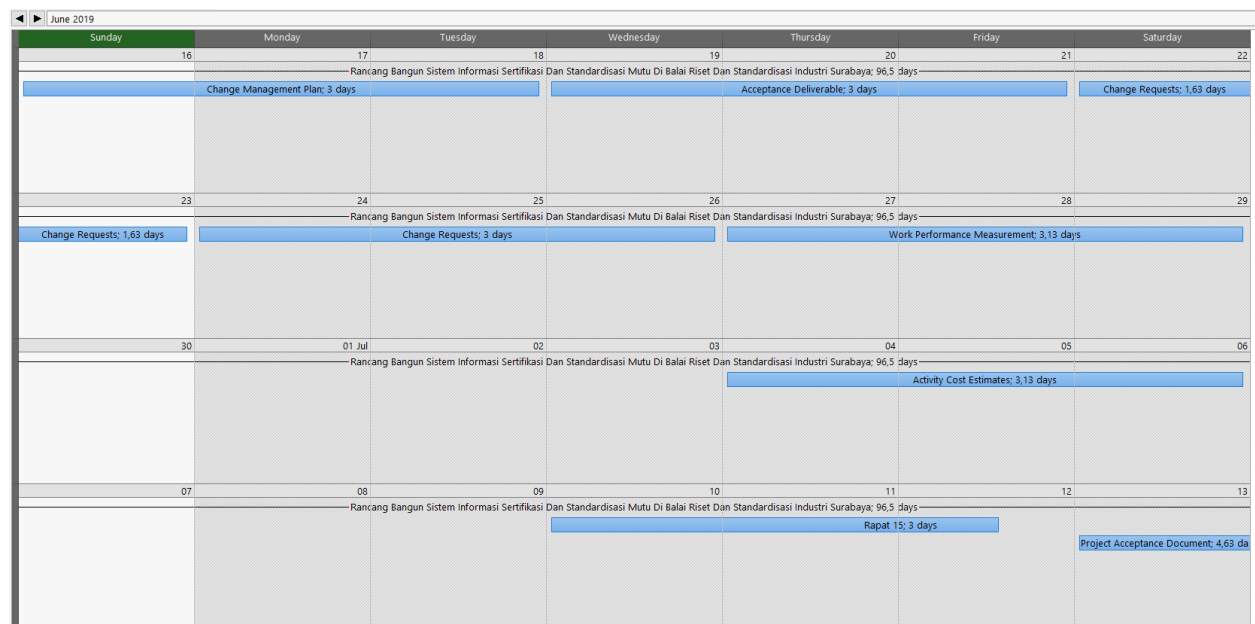 June 2019
Sunday Monday Tuesday Wednesday Thursday Friday Saturday
16 17 18 19 20 21 22
Rancang Bangun Sistem Informasi Sertifikasi Dan Standardisasi Mutu Di Balai Riset Dan Standardisasi Industri Surabaya; 96,5 days
Change Management Plan; 3 days Acceptance Deliverable; 3 days Change Requests; 1,63 days
23 24 25 26 27 28 29
Rancang Bangun Sistem Informasi Sertifikasi Dan Standardisasi Mutu Di Balai Riset Dan Standardisasi Industri Surabaya; 96,5 days
Change Requests; 1,63 days Change Requests; 3 days Work Performance Measurement; 3,13 days
30 01 Jul 02 03 04 05 06
Rancang Bangun Sistem Informasi Sertifikasi Dan Standardisasi Mutu Di Balai Riset Dan Standardisasi Industri Surabaya; 96,5 days
Activity Cost Estimates; 3,13 days
07 08 09 10 11 12 13
Rancang Bangun Sistem Informasi Sertifikasi Dan Standardisasi Mutu Di Balai Riset Dan Standardisasi Industri Surabaya; 96,5 days
Rapat 15; 3 days
Project Acceptance Document; 4,63 da